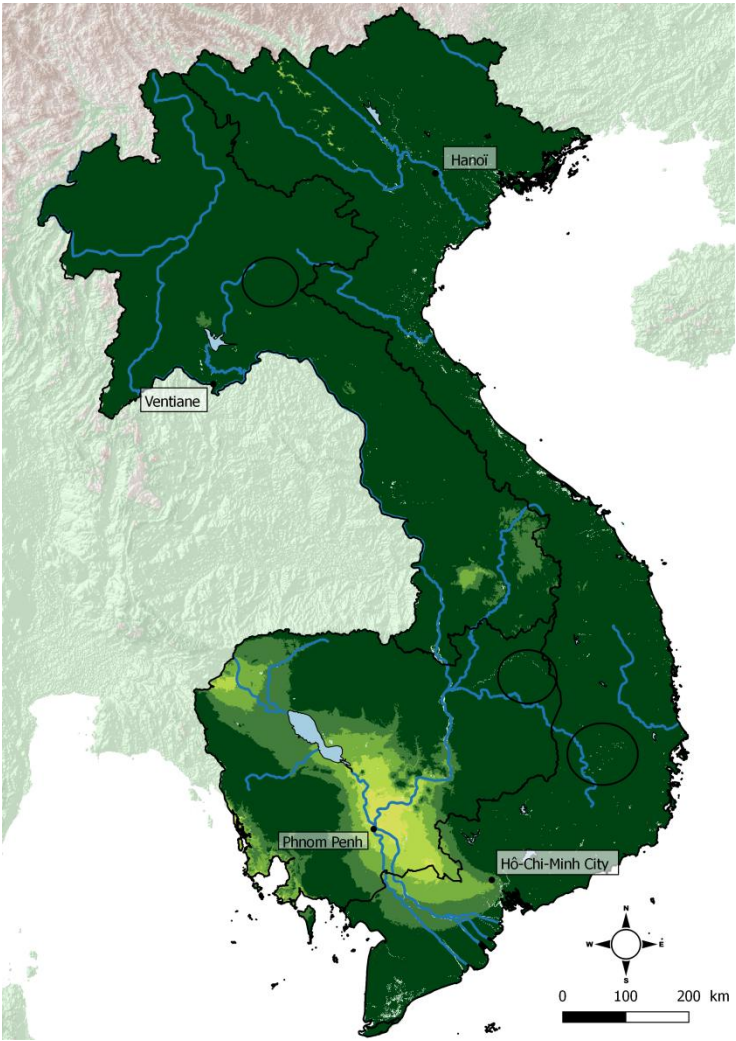 Hanoï
Ventiane
Phnom Penh
Hô-Chi-Minh City
N
W
E
S
0 100 200 km